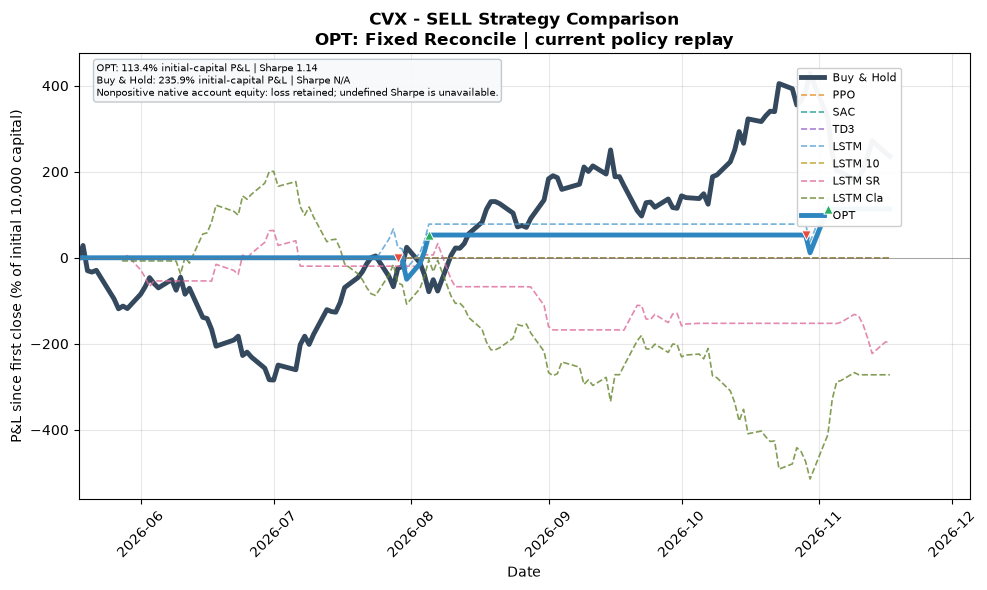 CVX - SELL Strategy Comparison
OPT: Fixed Reconcile | current policy replay
OPT: 113.4% initial-capital P&L | Sharpe 1.14
Buy & Hold: 235.9% initial-capital P&L | Sharpe N/A
Nonpositive native account equity: loss retained; undefined Sharpe is unavailable.
Buy & Hold
PPO
SAC
TD3
LSTM
LSTM 10
LSTM SR
LSTM Cla
OPT
P&L since first close (% of initial 10,000 capital)
400
200
0
−200
−400
2026-06
2026-07
2026-08
2026-09
2026-10
2026-11
2026-12
Date